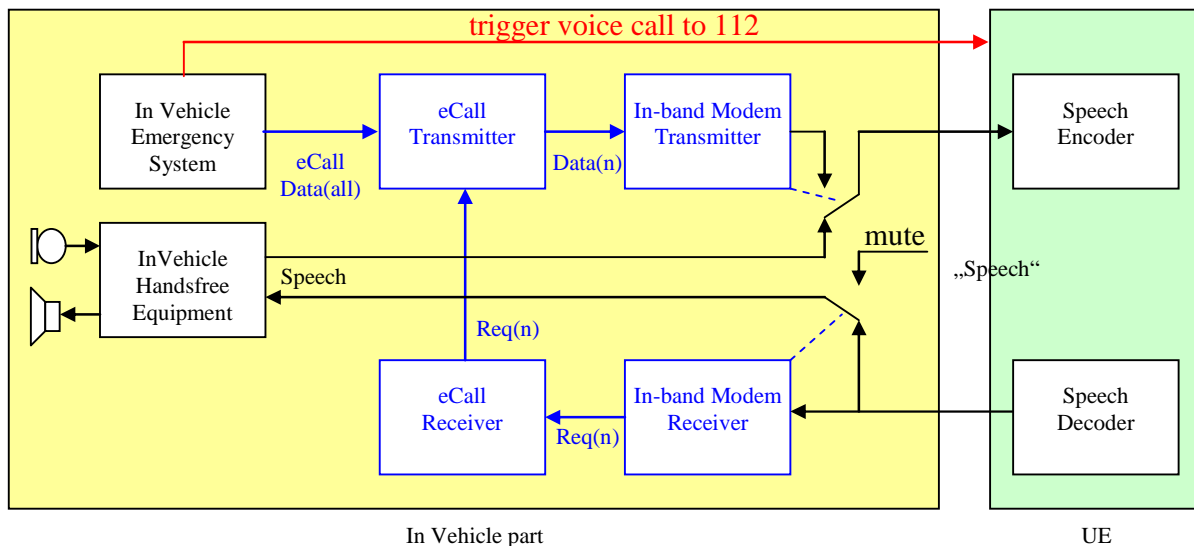 trigger voice call to 112
In Vehicle
Emergency
System
eCall
Transmitter
In-band Modem
Transmitter
Speech
Encoder
eCall
Data(all)
Data(n)
InVehicle
Handsfree
Equipment
Speech
mute
„Speech“
Req(n)
eCall
Receiver
In-band Modem
Receiver
Speech
Decoder
Req(n)
In Vehicle part
UE